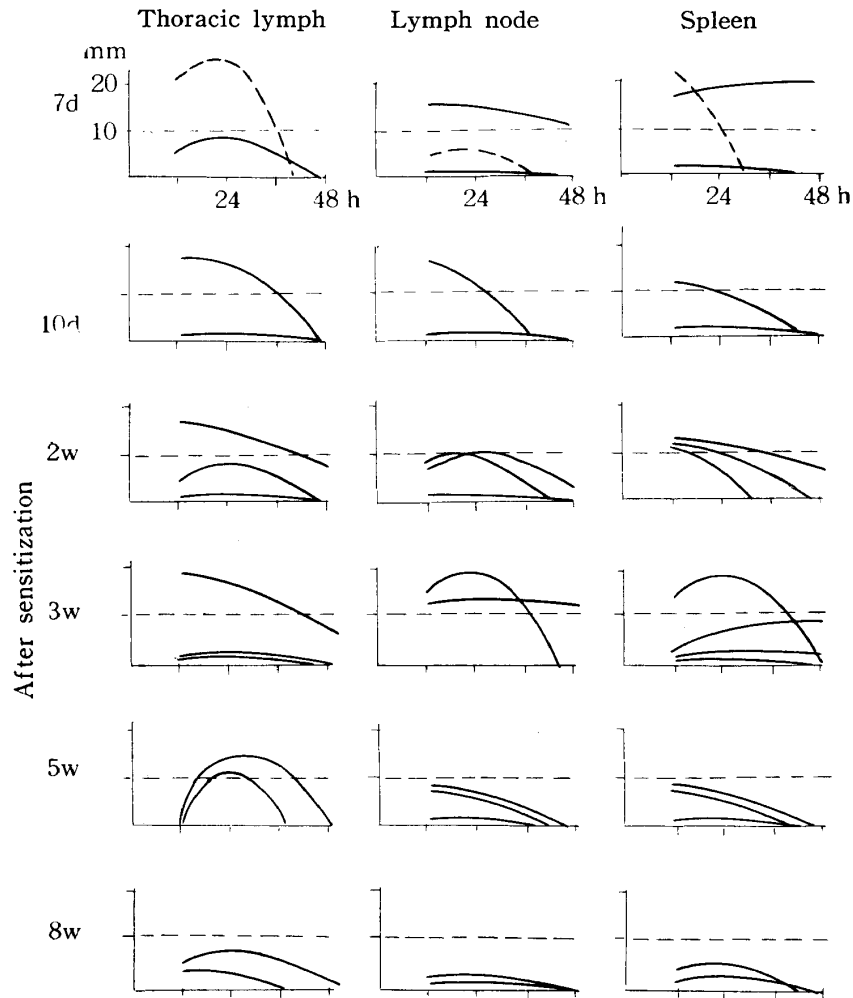 Thoracic lymph Lymph node Spleen
mm
20
7d
10
24 48 h 24 48 h 24 48 h
10d
2w
After sensitization
3w
5w
8w